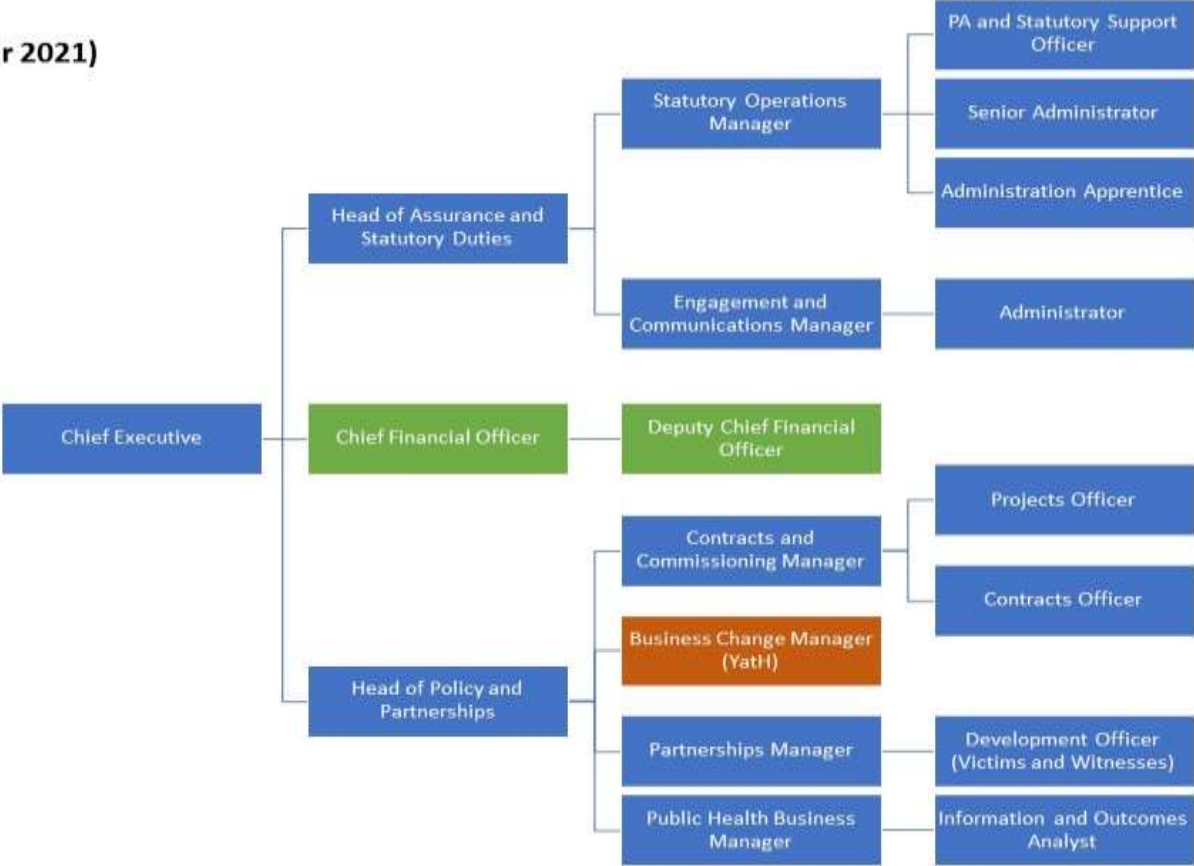 r 2021)
PA and Statutory Support
Officer
Statutory Operations
Manager
Senior Administrator
Administration Apprentice
Head of Assurance and
Statutory Duties
Engagement and
Communications Manager
Administrator
Chief Executive
Chief Financial Officer
Deputy Chief Financial
Officer
Projects Officer
Contracts and
Commissioning Manager
Contracts Officer
Business Change Manager
(YatH)
Head of Policy and
Partnerships
Partnerships Manager
Development Officer
(Victims and Witnesses)
Public Health Business
Manager
Information and Outcomes
Analyst